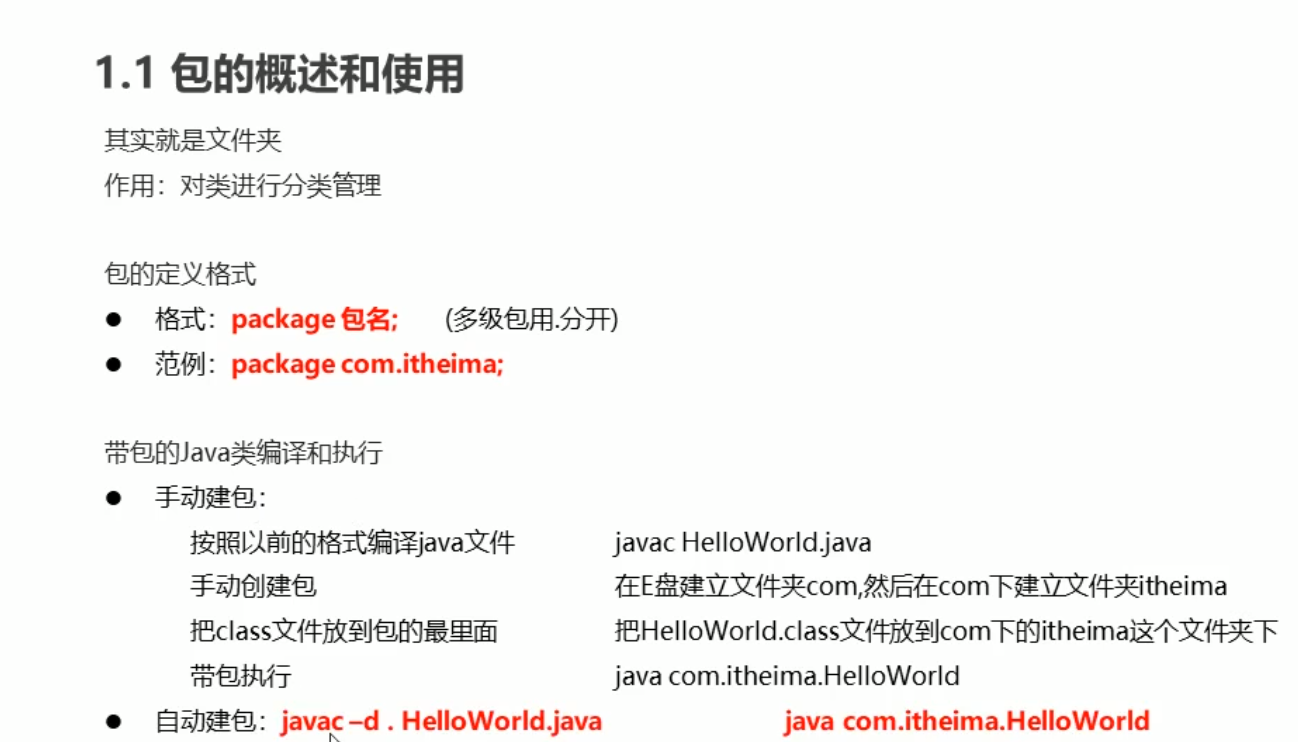 1.1 包的概述和使用
其实就是文件夹
作用：对类进行分类管理
包的定义格式
● 格式：package 包名; (多级包用.分开)
● 范例：package com.itheima;
带包的Java类编译和执行
● 手动建包：
按照以前的格式编译java文件 javac HelloWorld.java
手动创建包 在E盘建立文件夹com,然后在com下建立文件夹itheima
把class文件放到包的最里面 把HelloWorld.class文件放到com下的itheima这个文件夹下
带包执行 java com.itheima.HelloWorld
● 自动建包：javac –d . HelloWorld.java java com.itheima.HelloWorld